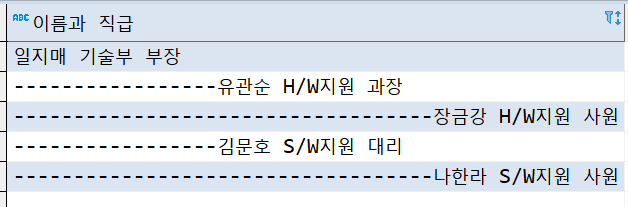 ABC 이름과 직급
일지매 기술부 부장
-----------------유관순 H/W지원 과장
-----------------------------------장금강 H/W지원 사원
-----------------김문호 S/W지원 대리
-----------------------------------나한라 S/W지원 사원